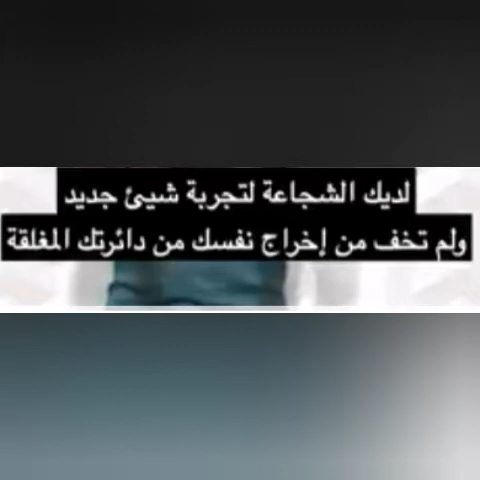 لديك الشجاعة لتجربة شيئ جديد
ولم تخف من إخراج نفسك من دائرتك المغلقة